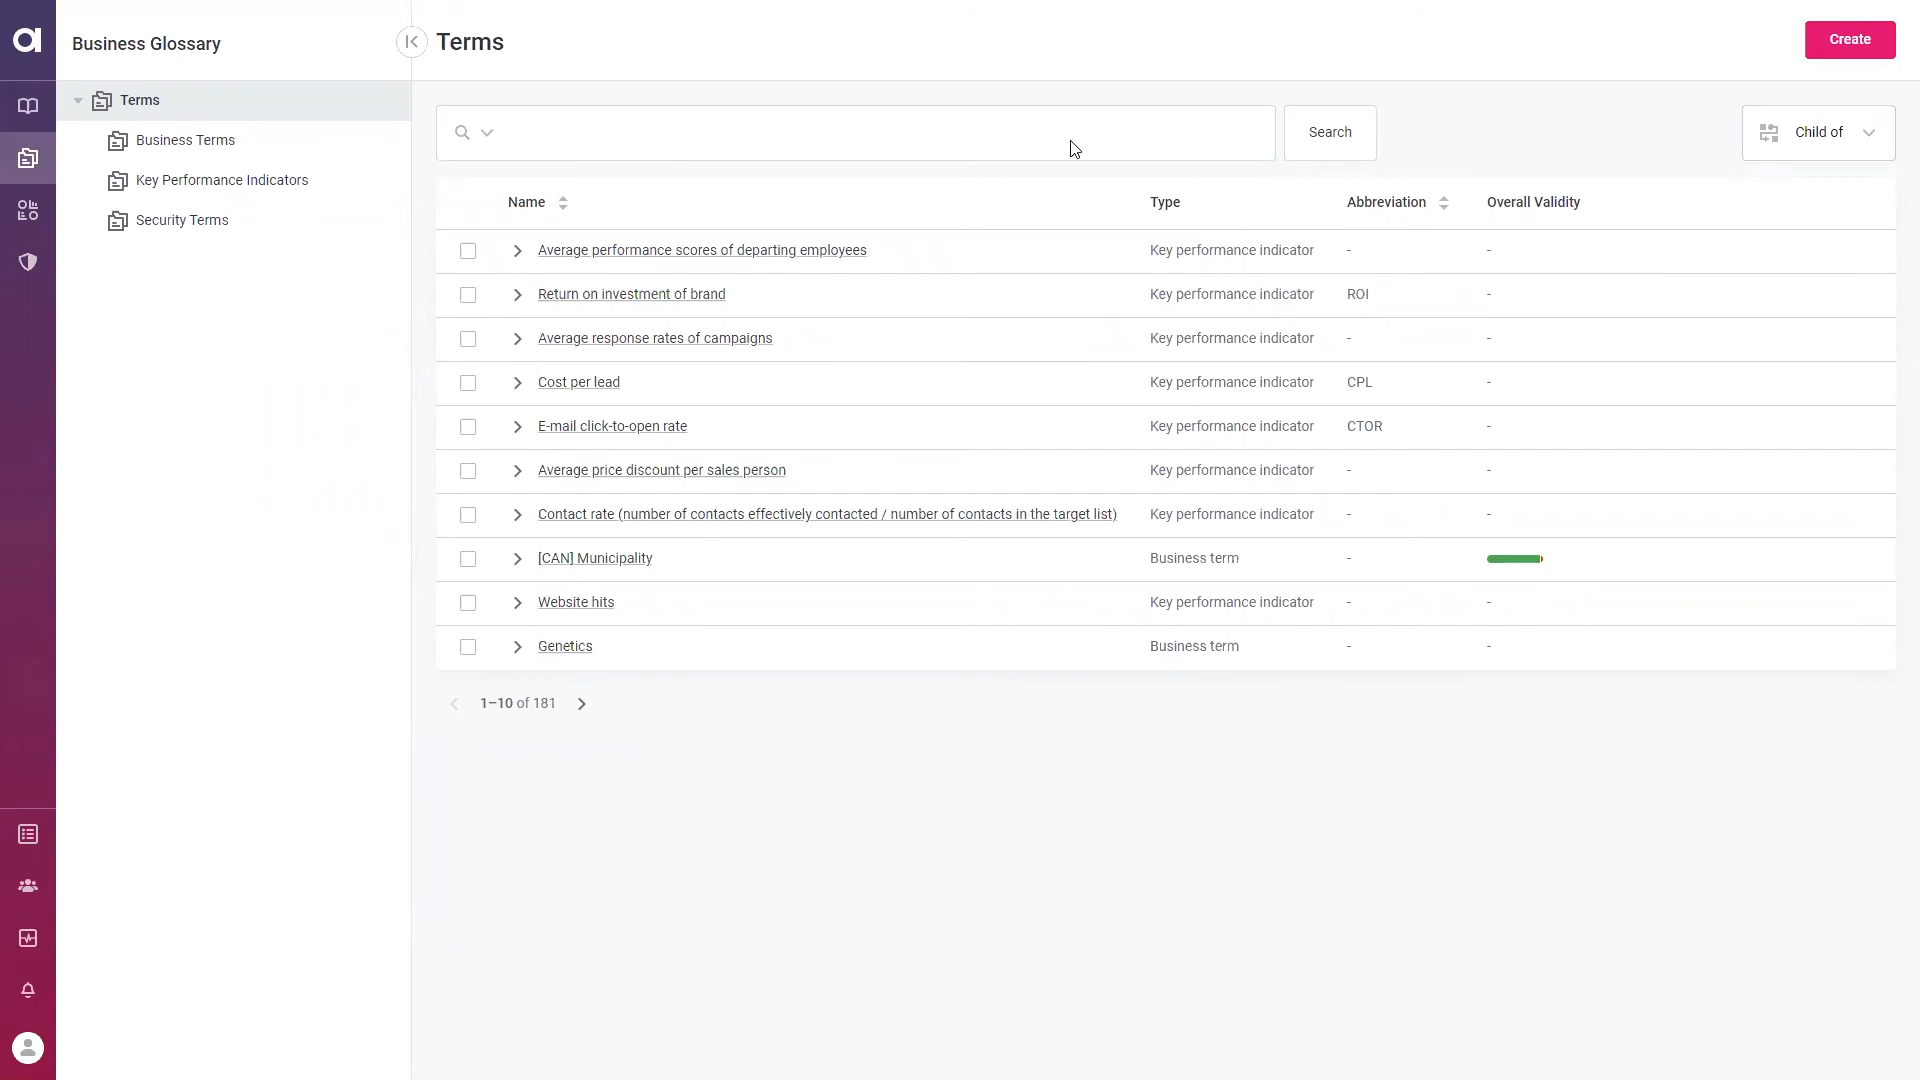 Business Glossary
Terms
Create
Terms
Business Terms
Key Performance Indicators
Security Terms
Search
Child of
Name Type Abbreviation Overall Validity
Average performance scores of departing employees Key performance indicator - -
Return on investment of brand Key performance indicator ROI -
Average response rates of campaigns Key performance indicator - -
Cost per lead Key performance indicator CPL -
E-mail click-to-open rate Key performance indicator CTOR -
Average price discount per sales person Key performance indicator - -
Contact rate (number of contacts effectively contacted / number of contacts in the target list) Key performance indicator - -
[CAN] Municipality Business term -
Website hits Key performance indicator - -
Genetics Business term - -
1–10 of 181